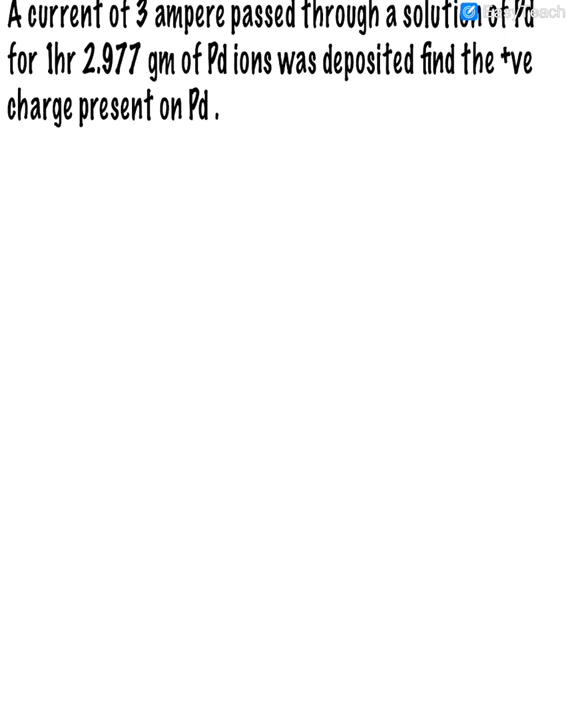 A current of 3 ampere passed through a solution of Pd
for 1hr 2.977 gm of Pd ions was deposited find the +ve
charge present on Pd .